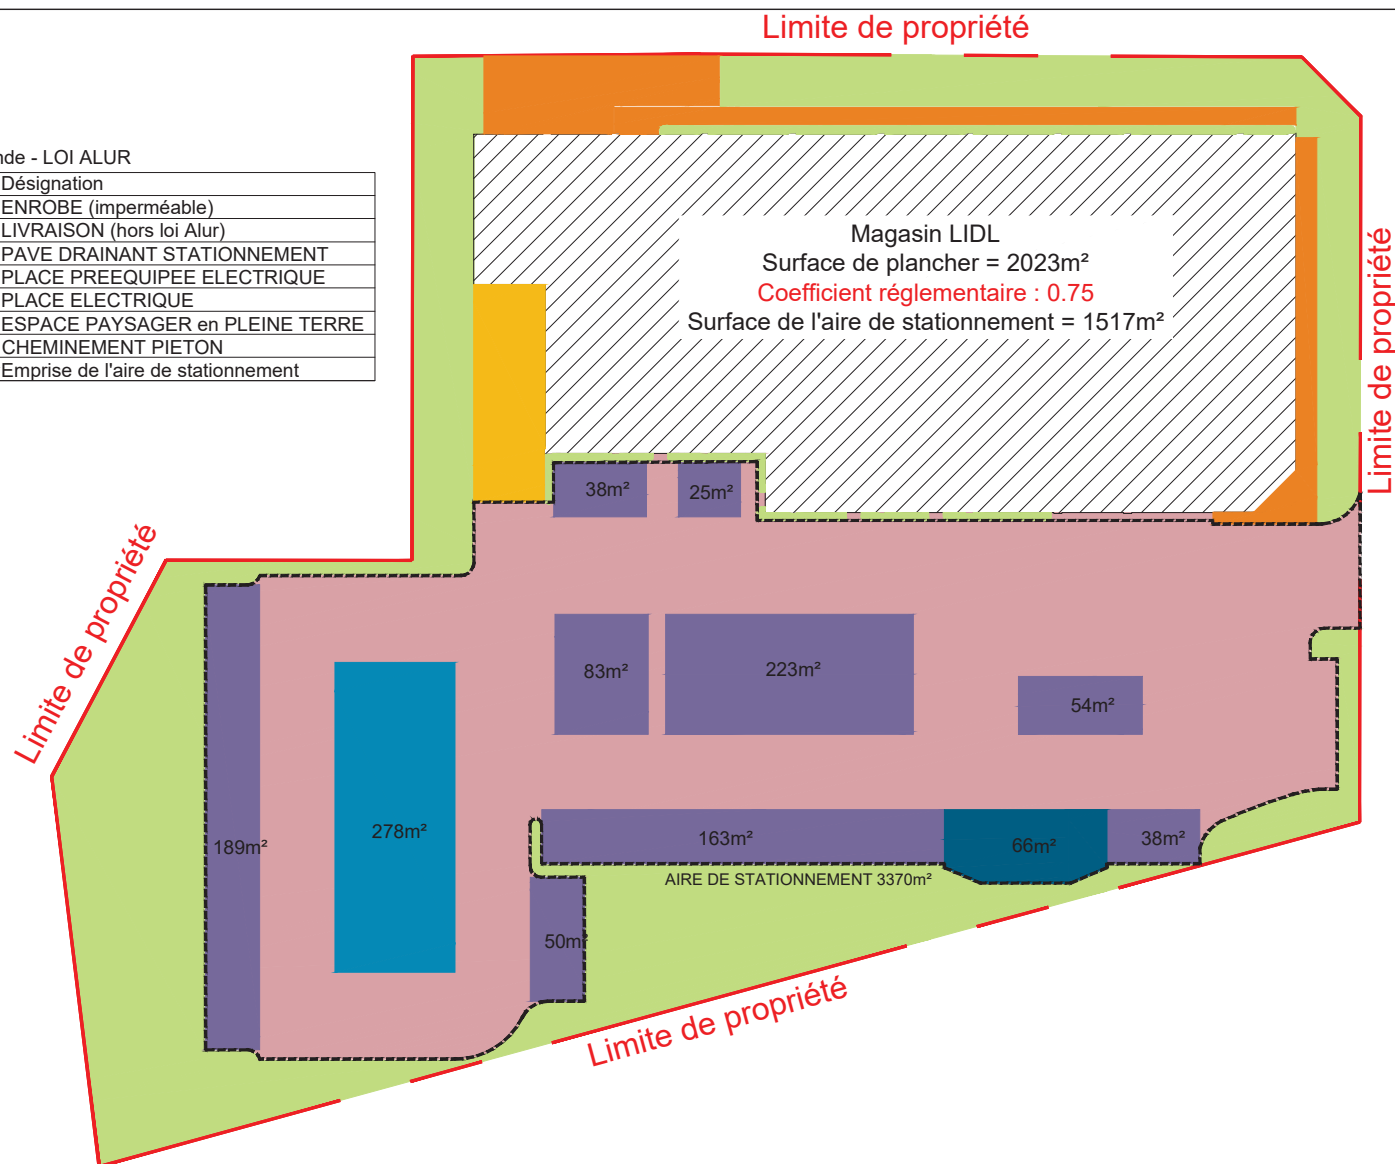 Limite de propriété
nde - LOI ALUR
Désignation
ENROBE (imperméable)
LIVRAISON (hors loi Alur)
PAVE DRAINANT STATIONNEMENT
PLACE PREEQUIPEE ELECTRIQUE
PLACE ELECTRIQUE
ESPACE PAYSAGER en PLEINE TERRE
CHEMINEMENT PIETON
Emprise de l'aire de stationnement
Magasin LIDL
Surface de plancher = 2023m²
Coefficient réglementaire : 0.75
Surface de l'aire de stationnement = 1517m²
Limite de propriété
38m²
25m²
Limite de propriété
83m²
223m²
54m²
189m²
278m²
163m²
66m²
38m²
AIRE DE STATIONNEMENT 3370m²
50m²
Limite de propriété